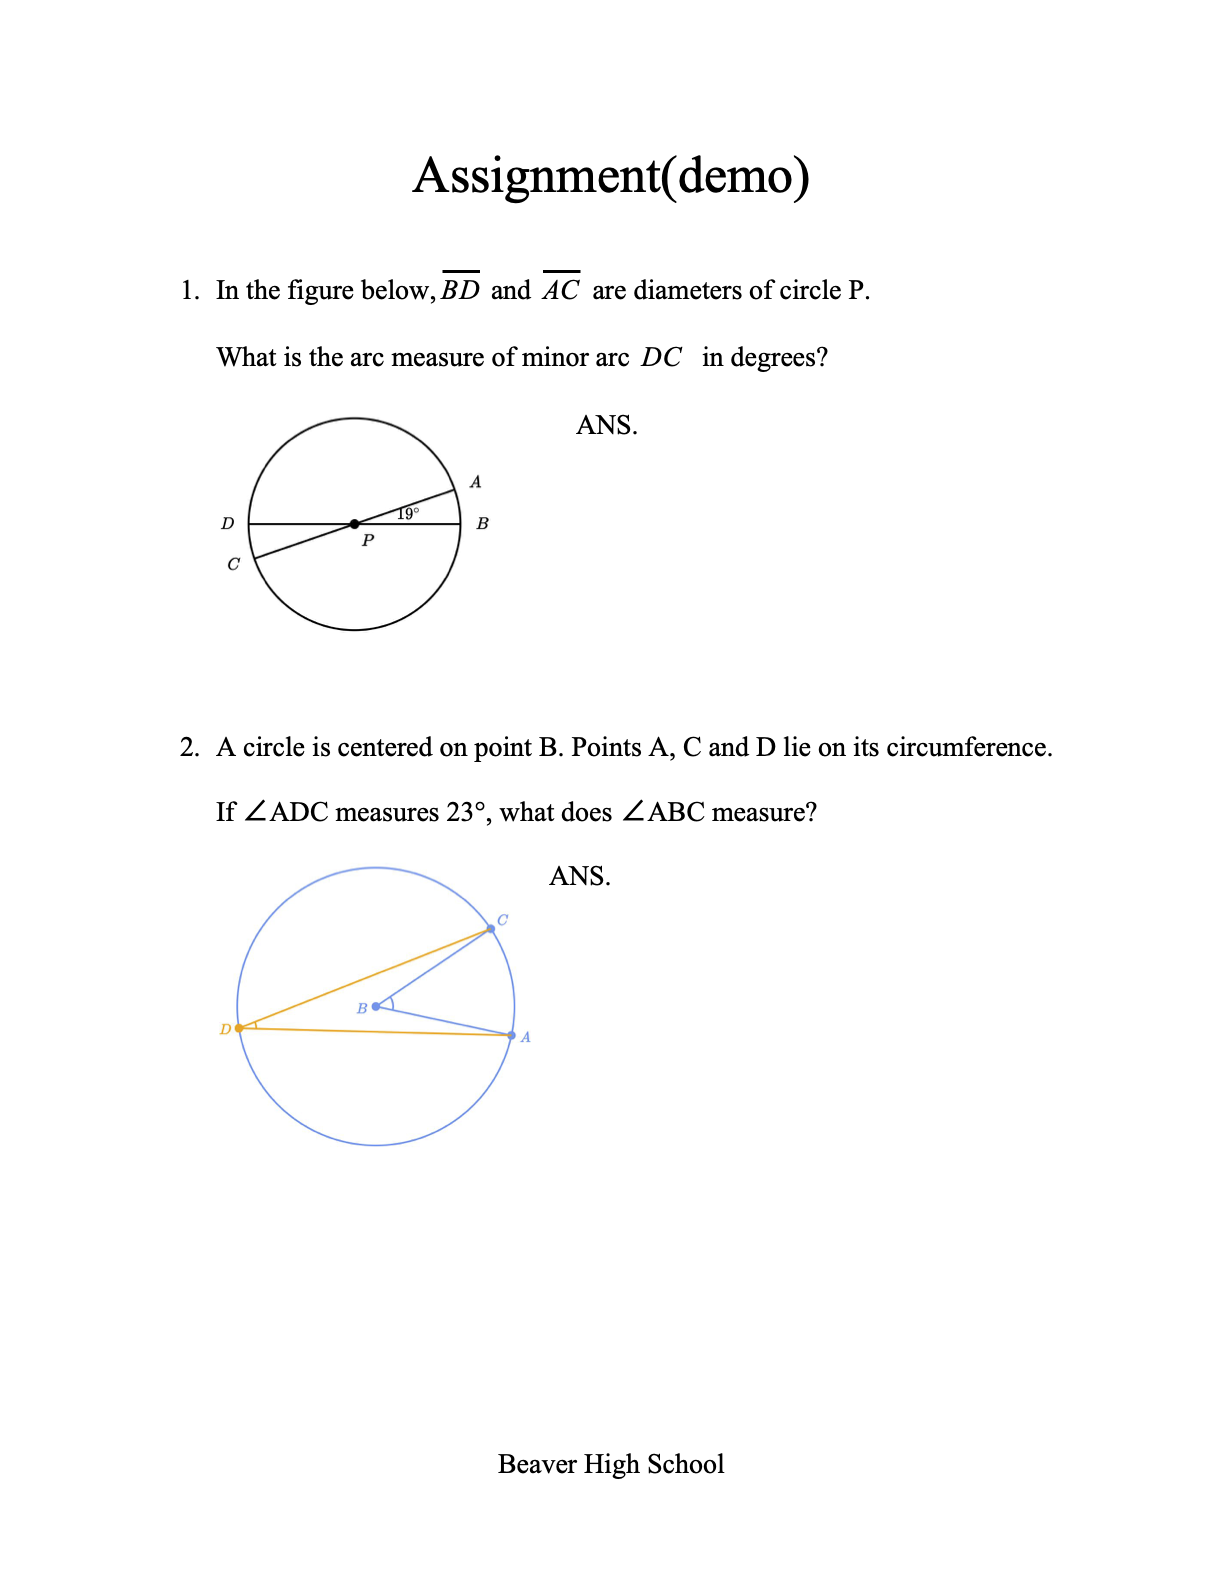 Assignment(demo)
1. In the figure below, BD and AC are diameters of circle P.
What is the arc measure of minor arc DC in degrees?
ANS.
A
19°
D
B
P
C
2. A circle is centered on point B. Points A, C and D lie on its circumference.
If ∠ADC measures 23°, what does ∠ABC measure?
ANS.
C
B
D
A
Beaver High School